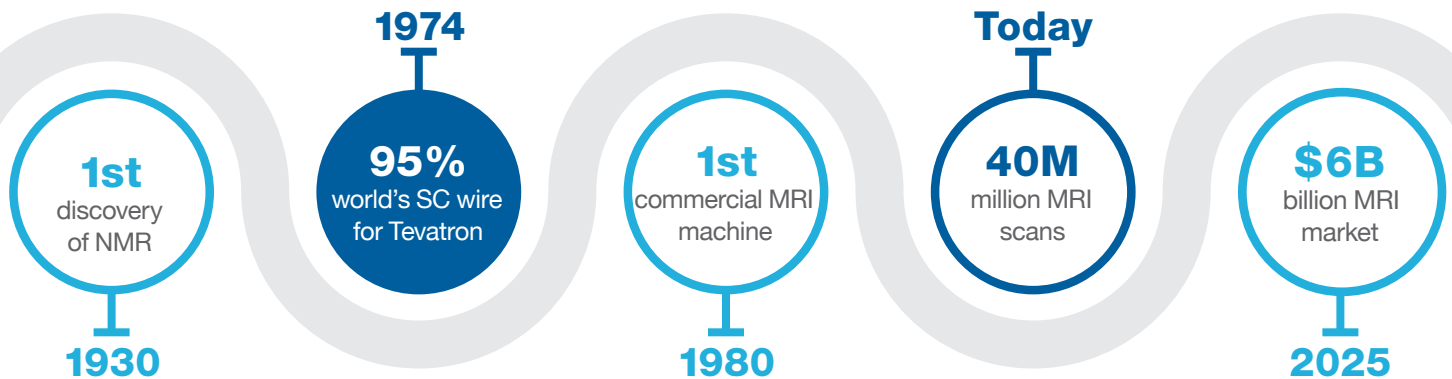 1st
discovery
of NMR
1930
1974
95%
world's SC wire
for Tevatron
1st
commercial MRI
machine
1980
Today
40M
million MRI
scans
$6B
billion MRI
market
2025